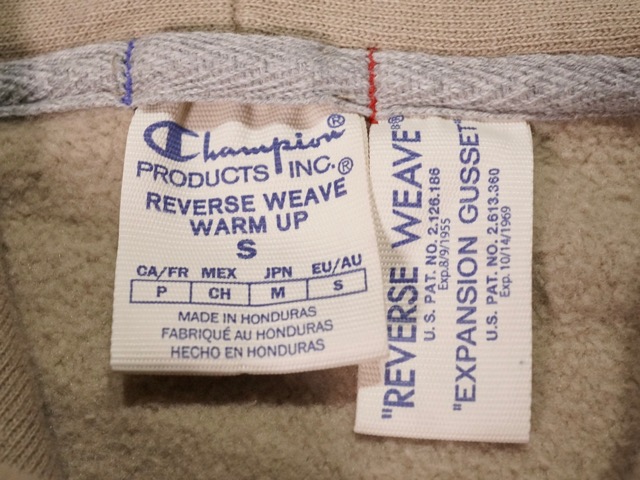 Champion®
PRODUCTS INC.®
REVERSE WEAVE
WARM UP
S
CA/FR MEX JPN EU/AU
P CH M S
MADE IN HONDURAS
FABRIQUÉ AU HONDURAS
HECHO EN HONDURAS
"REVERSE WEAVE"®
U.S. PAT. NO. 2.126.186
Exp.8/9/1955
"EXPANSION GUSSET"
U.S. PAT. NO. 2.613.360
Exp. 10/14/1969